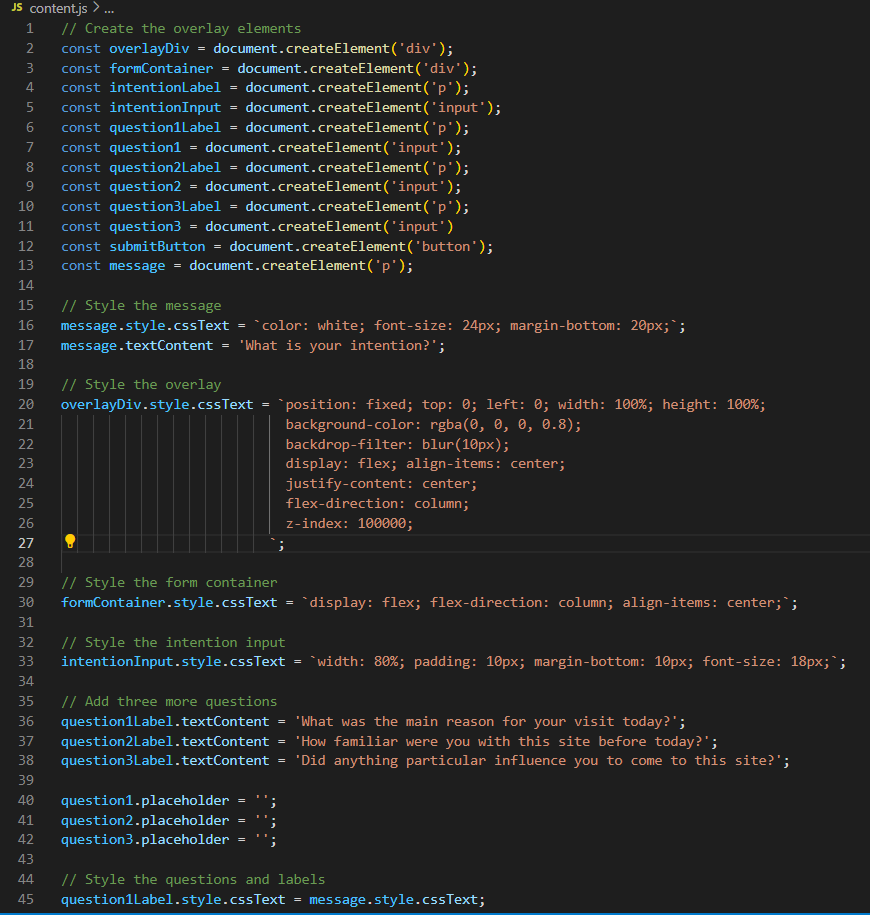 JS content.js > ...
1 // Create the overlay elements
2 const overlayDiv = document.createElement('div');
3 const formContainer = document.createElement('div');
4 const intentionLabel = document.createElement('p');
5 const intentionInput = document.createElement('input');
6 const question1Label = document.createElement('p');
7 const question1 = document.createElement('input');
8 const question2Label = document.createElement('p');
9 const question2 = document.createElement('input');
10 const question3Label = document.createElement('p');
11 const question3 = document.createElement('input')
12 const submitButton = document.createElement('button');
13 const message = document.createElement('p');
14
15 // Style the message
16 message.style.cssText = `color: white; font-size: 24px; margin-bottom: 20px;`;
17 message.textContent = 'What is your intention?';
18
19 // Style the overlay
20 overlayDiv.style.cssText = `position: fixed; top: 0; left: 0; width: 100%; height: 100%;
21 background-color: rgba(0, 0, 0, 0.8);
22 backdrop-filter: blur(10px);
23 display: flex; align-items: center;
24 justify-content: center;
25 flex-direction: column;
26 z-index: 100000;
27 `;
28
29 // Style the form container
30 formContainer.style.cssText = `display: flex; flex-direction: column; align-items: center;`;
31
32 // Style the intention input
33 intentionInput.style.cssText = `width: 80%; padding: 10px; margin-bottom: 10px; font-size: 18px;`;
34
35 // Add three more questions
36 question1Label.textContent = 'What was the main reason for your visit today?';
37 question2Label.textContent = 'How familiar were you with this site before today?';
38 question3Label.textContent = 'Did anything particular influence you to come to this site?';
39
40 question1.placeholder = '';
41 question2.placeholder = '';
42 question3.placeholder = '';
43
44 // Style the questions and labels
45 question1Label.style.cssText = message.style.cssText;